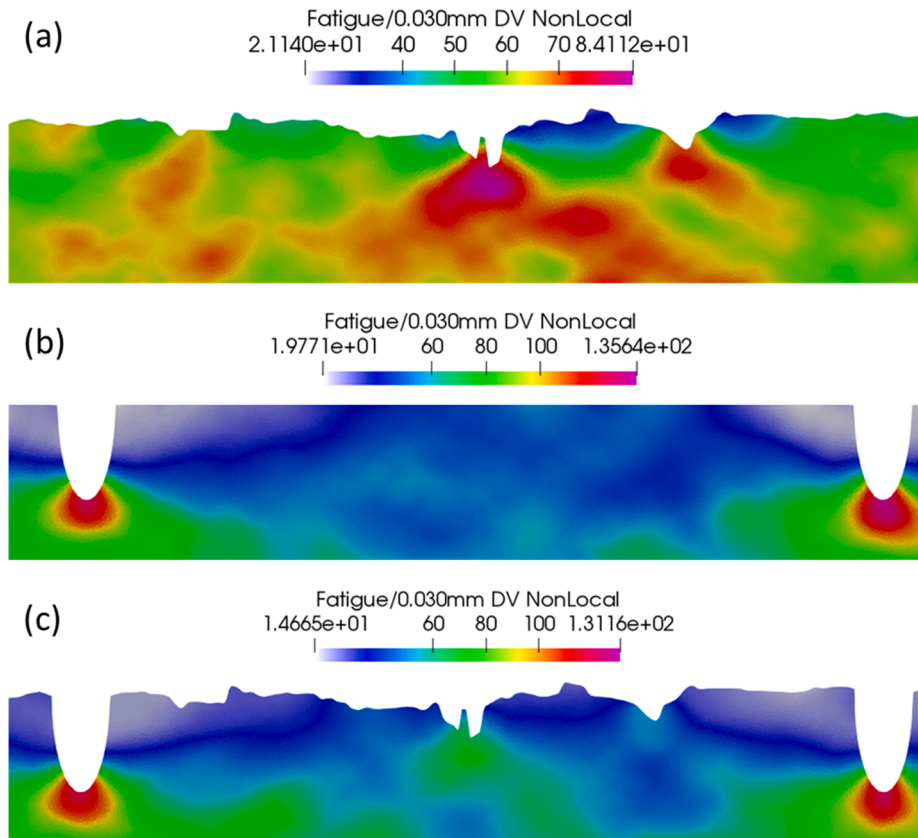 (a)
Fatigue/0.030mm DV NonLocal
2.1140e+01 40 50 60 70 8.4112e+01
(b)
Fatigue/0.030mm DV NonLocal
1.9771e+01 60 80 100 1.3564e+02
(c)
Fatigue/0.030mm DV NonLocal
1.4665e+01 60 80 100 1.3116e+02